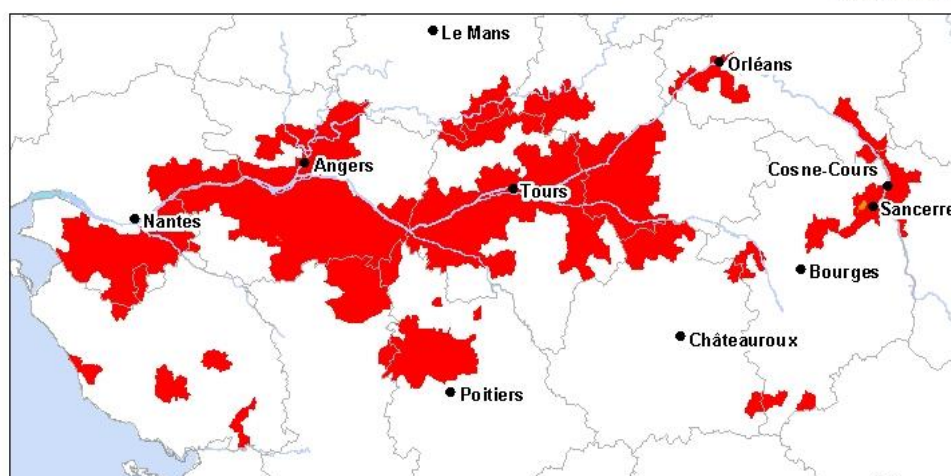 Le Mans
Orléans
Angers
Cosne-Cours
Tours
Sancerre
Nantes
Bourges
Châteauroux
Poitiers